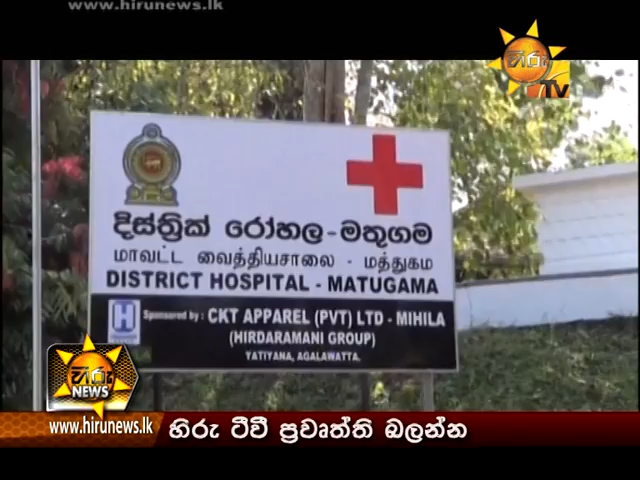 www.hirunews.lk
හිරු
TV
දිස්ත්‍රික් රෝහල - මතුගම
மாவட்ட வைத்தியசாலை - மத்துகம
DISTRICT HOSPITAL - MATUGAMA
H
Sponsored by : CKT APPAREL (PVT) LTD - MIHILA
(HIRDARAMANI GROUP)
YATIYANA, AGALAWATTA.
හිරු
NEWS
www.hirunews.lk හිරු ටීවී ප්‍රවෘත්ති බලන්න